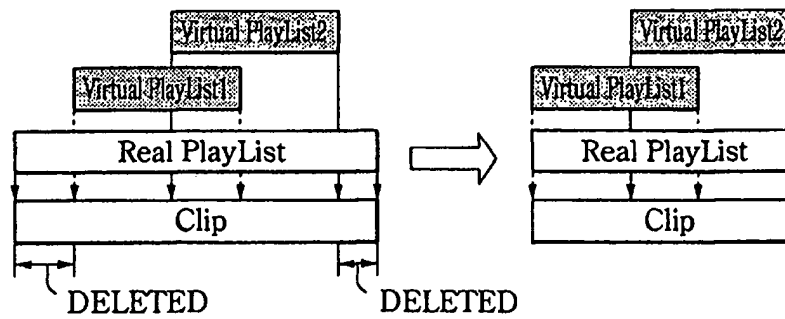 Virtual PlayList2
Virtual PlayList1
Real PlayList
Clip
DELETED
DELETED
Virtual PlayList2
Virtual PlayList1
Real PlayList
Clip